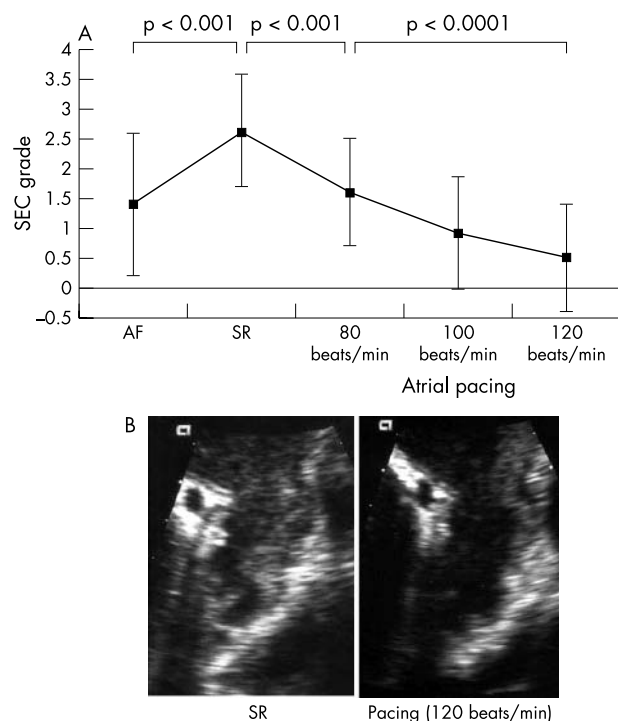 A
p < 0.001 p < 0.001 p < 0.0001
4
3.5
3
2.5
2
1.5
1
0.5
0
−0.5
SEC grade
AF SR 80 100 120
beats/min beats/min beats/min
Atrial pacing
B
SR Pacing (120 beats/min)